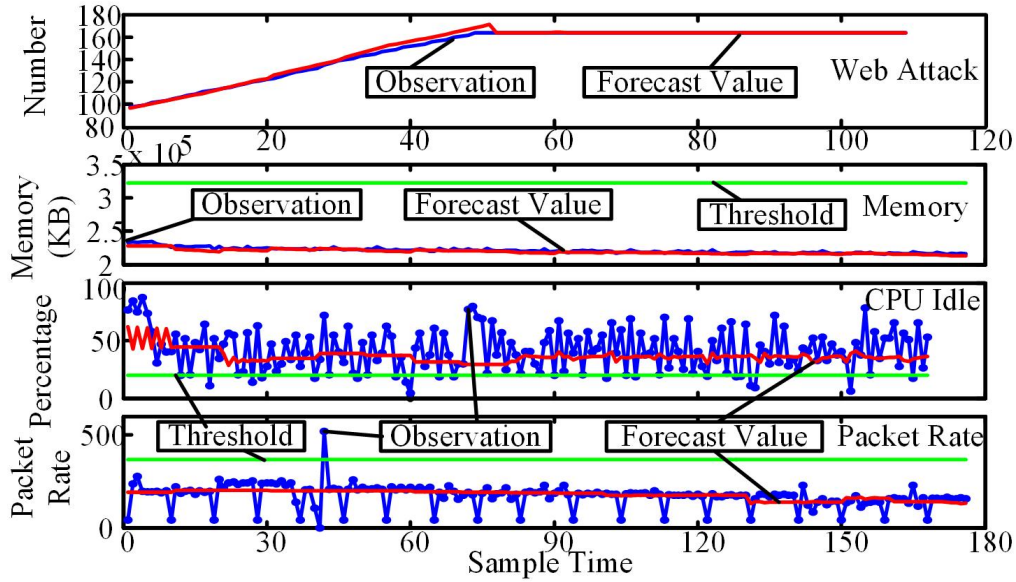 Number
180
160
140
120
100
80
Observation
Forecast Value
Web Attack
0 20 40 60 80 100 120
x 10^5
Memory
(KB)
3.5
3
2.5
2
Observation
Forecast Value
Threshold
Memory
Percentage
100
50
0
CPU Idle
Packet
Rate
500
0
Threshold
Observation
Forecast Value
Packet Rate
0 30 60 90 120 150 180
Sample Time